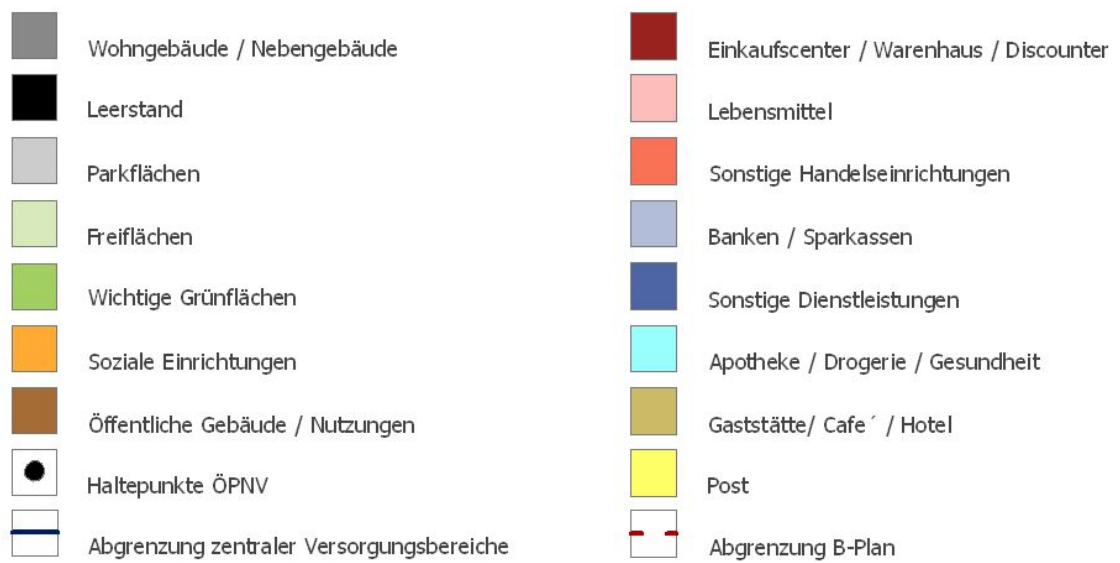 Wohngebäude / Nebengebäude
Leerstand
Parkflächen
Freiflächen
Wichtige Grünflächen
Soziale Einrichtungen
Öffentliche Gebäude / Nutzungen
Haltepunkte ÖPNV
Abgrenzung zentraler Versorgungsbereiche
Einkaufscenter / Warenhaus / Discounter
Lebensmittel
Sonstige Handelseinrichtungen
Banken / Sparkassen
Sonstige Dienstleistungen
Apotheke / Drogerie / Gesundheit
Gaststätte/ Cafe´ / Hotel
Post
Abgrenzung B-Plan